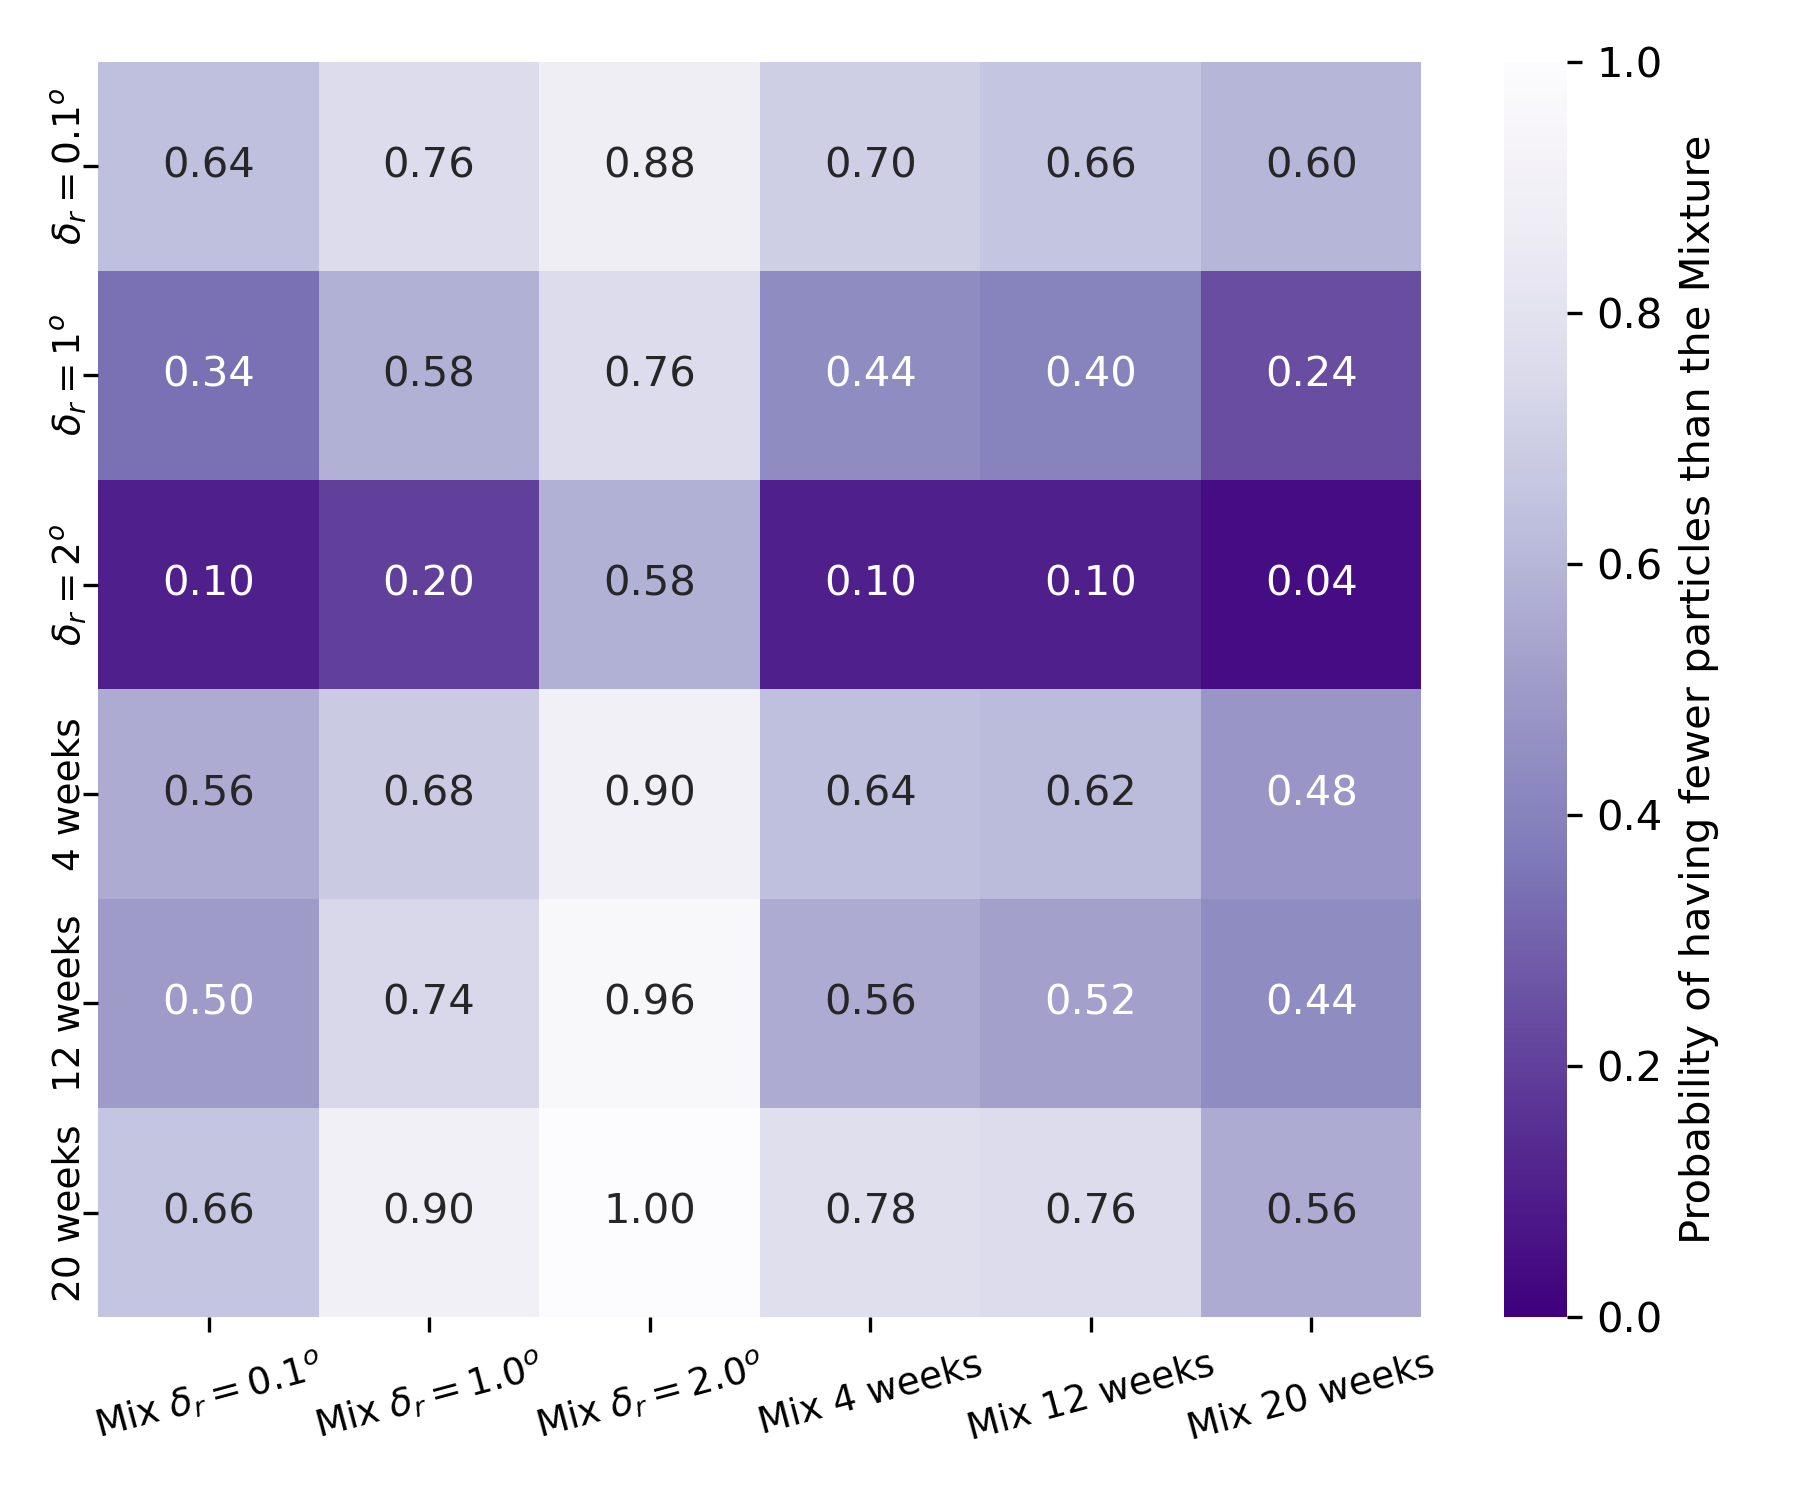 δr = 0.1° 0.64 0.76 0.88 0.70 0.66 0.60
δr = 1° 0.34 0.58 0.76 0.44 0.40 0.24
δr = 2° 0.10 0.20 0.58 0.10 0.10 0.04
4 weeks 0.56 0.68 0.90 0.64 0.62 0.48
12 weeks 0.50 0.74 0.96 0.56 0.52 0.44
20 weeks 0.66 0.90 1.00 0.78 0.76 0.56
Mix δr = 0.1° Mix δr = 1.0° Mix δr = 2.0° Mix 4 weeks Mix 12 weeks Mix 20 weeks
1.0
0.8
0.6
0.4
0.2
0.0
Probability of having fewer particles than the Mixture